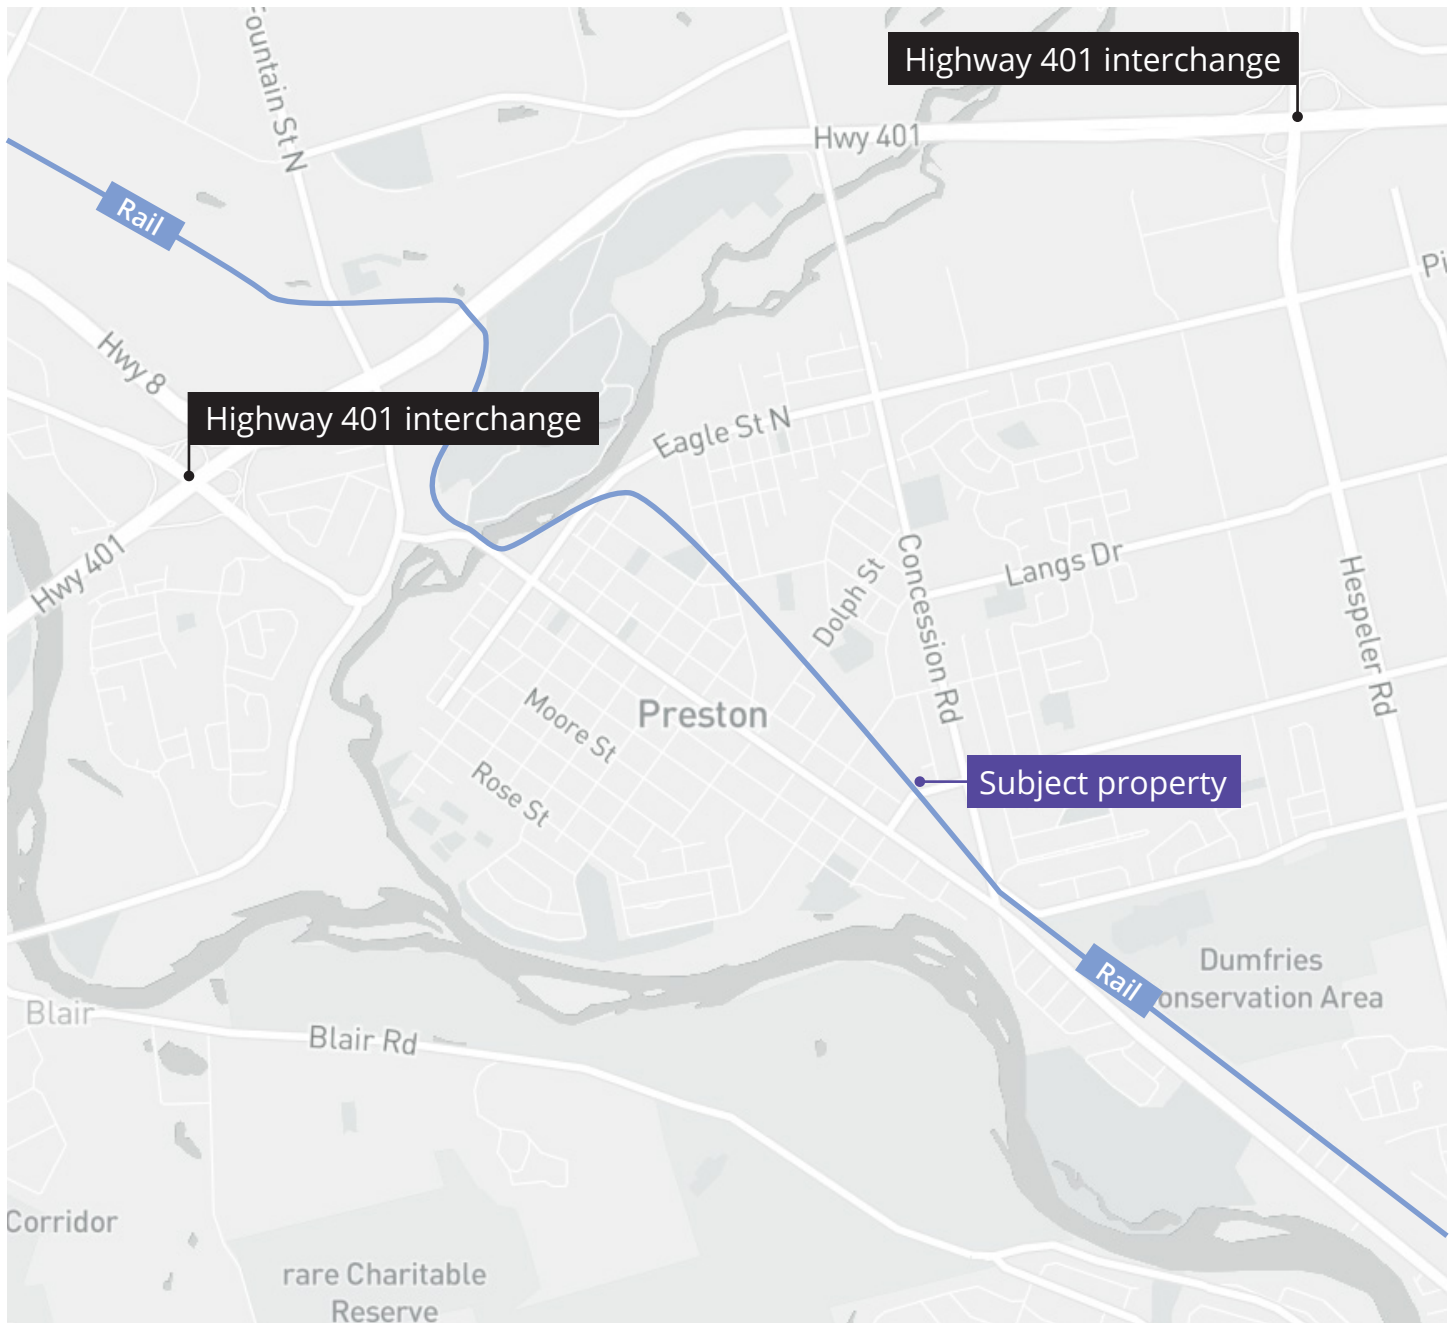 Fountain St N
Highway 401 interchange
Hwy 401
Rail
Hwy 8
Highway 401 interchange
Eagle St N
Hwy 401
Langs Dr
Dolph St
Concession Rd
Hespeler Rd
Preston
Moore St
Rose St
Subject property
Dumfries
onservation Area
Rail
Blair
Blair Rd
Corridor
rare Charitable
Reserve